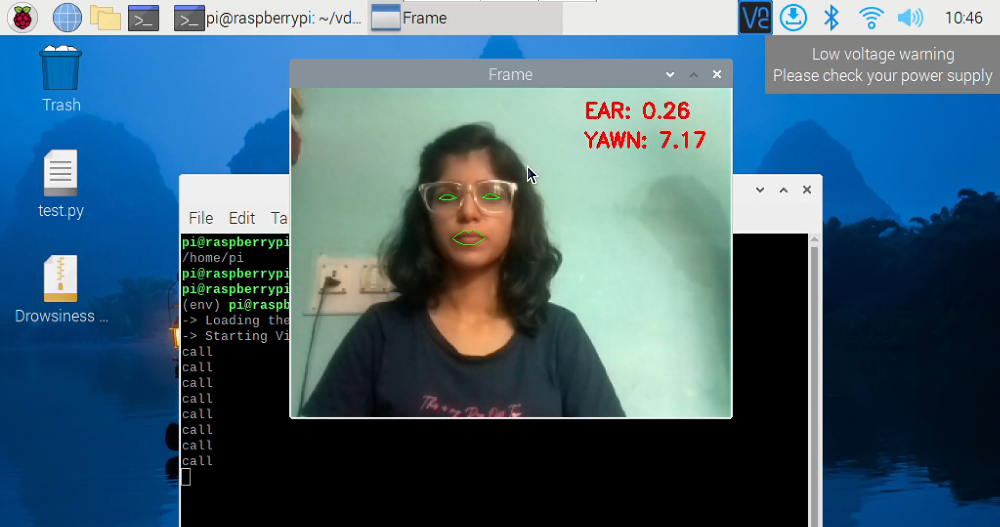 pi@raspberrypi: ~/vd...
Frame
10:46
Low voltage warning
Please check your power supply
Trash
test.py
Drowsiness ...
Frame
EAR: 0.26
YAWN: 7.17
File Edit Ta
pi@raspberrypi
/home/pi
pi@raspberrypi
pi@raspberrypi
(env) pi@raspb
-> Loading the
-> Starting Vi
call
call
call
call
call
call
call
call